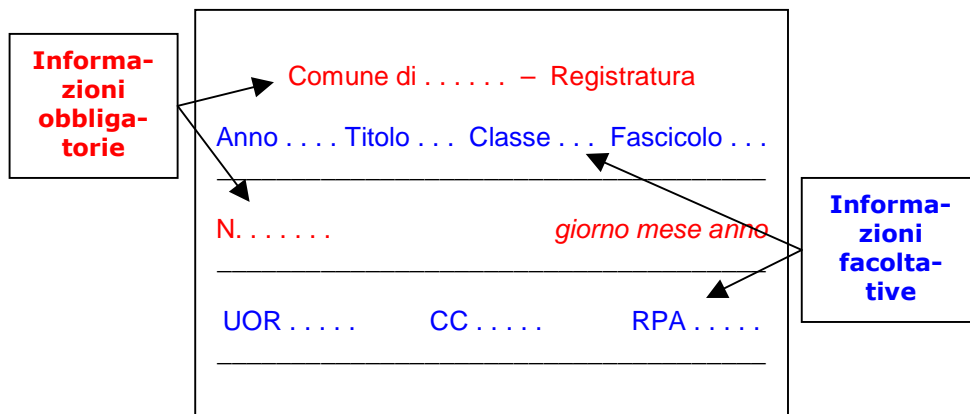 Informa-
zioni
obbliga-
torie
Comune di . . . . . . – Registratura
Anno . . . . Titolo . . . Classe . . . Fascicolo . . .
N. . . . . . .
giorno mese anno
UOR . . . . . CC . . . . . RPA . . . . .
Informa-
zioni
facolta-
tive